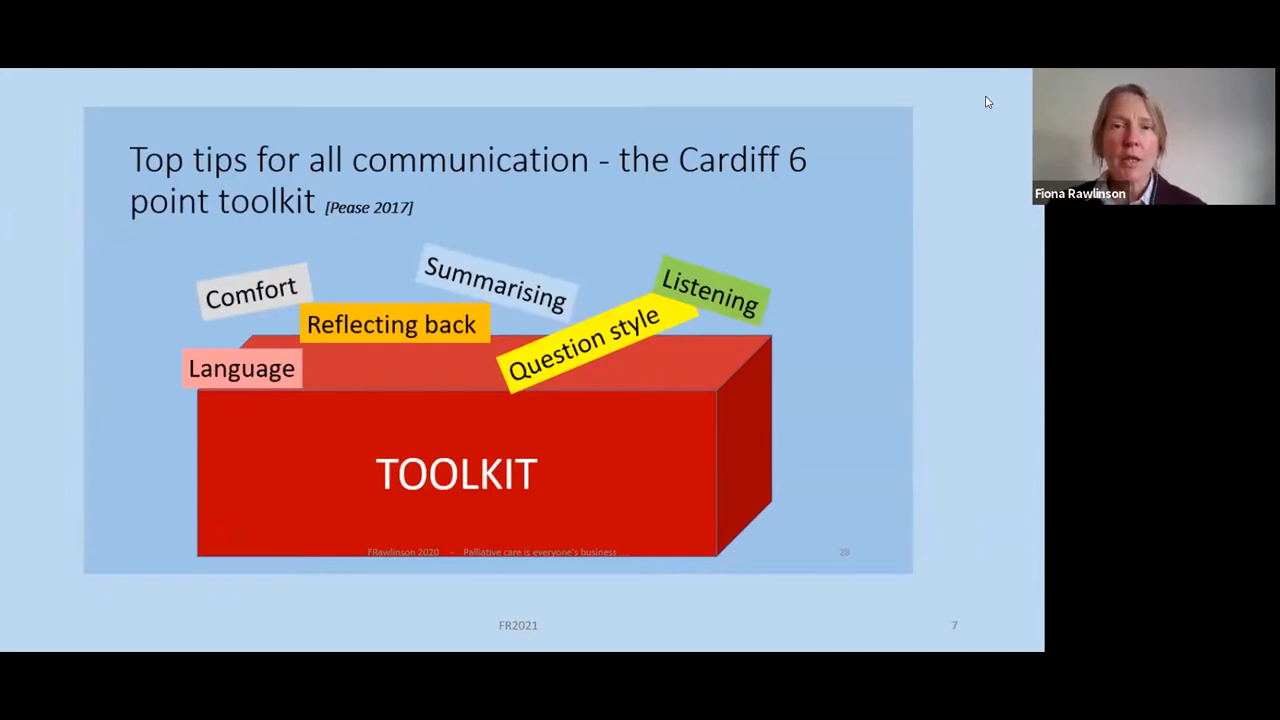 Top tips for all communication - the Cardiff 6
point toolkit [Pease 2017]
Fiona Rawlinson
Comfort
Summarising
Listening
Reflecting back
Question style
Language
TOOLKIT
FRawlinson 2020 - Palliative care is everyone's business ....
28
FR2021
7